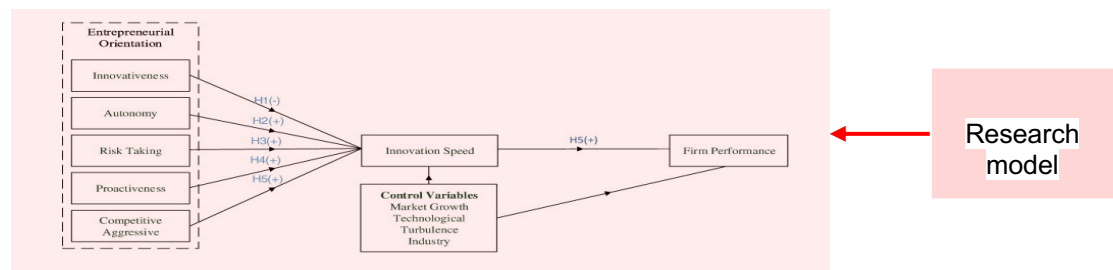 Entrepreneurial
Orientation
Innovativeness
Autonomy
Risk Taking
Proactiveness
Competitive
Aggressive
H1(-)
H2(+)
H3(+)
H4(+)
H5(+)
Innovation Speed
H5(+)
Firm Performance
Control Variables
Market Growth
Technological
Turbulence
Industry
Research
model